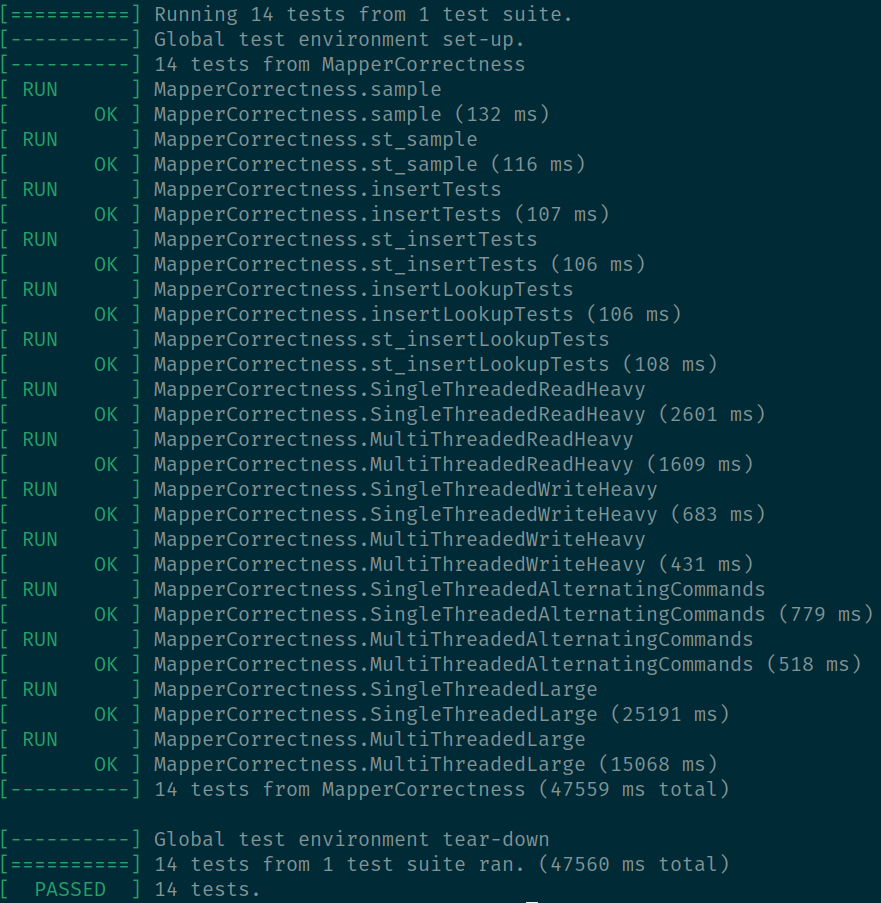 [==========] Running 14 tests from 1 test suite.
[----------] Global test environment set-up.
[----------] 14 tests from MapperCorrectness
[ RUN      ] MapperCorrectness.sample
[       OK ] MapperCorrectness.sample (132 ms)
[ RUN      ] MapperCorrectness.st_sample
[       OK ] MapperCorrectness.st_sample (116 ms)
[ RUN      ] MapperCorrectness.insertTests
[       OK ] MapperCorrectness.insertTests (107 ms)
[ RUN      ] MapperCorrectness.st_insertTests
[       OK ] MapperCorrectness.st_insertTests (106 ms)
[ RUN      ] MapperCorrectness.insertLookupTests
[       OK ] MapperCorrectness.insertLookupTests (106 ms)
[ RUN      ] MapperCorrectness.st_insertLookupTests
[       OK ] MapperCorrectness.st_insertLookupTests (108 ms)
[ RUN      ] MapperCorrectness.SingleThreadedReadHeavy
[       OK ] MapperCorrectness.SingleThreadedReadHeavy (2601 ms)
[ RUN      ] MapperCorrectness.MultiThreadedReadHeavy
[       OK ] MapperCorrectness.MultiThreadedReadHeavy (1609 ms)
[ RUN      ] MapperCorrectness.SingleThreadedWriteHeavy
[       OK ] MapperCorrectness.SingleThreadedWriteHeavy (683 ms)
[ RUN      ] MapperCorrectness.MultiThreadedWriteHeavy
[       OK ] MapperCorrectness.MultiThreadedWriteHeavy (431 ms)
[ RUN      ] MapperCorrectness.SingleThreadedAlternatingCommands
[       OK ] MapperCorrectness.SingleThreadedAlternatingCommands (779 ms)
[ RUN      ] MapperCorrectness.MultiThreadedAlternatingCommands
[       OK ] MapperCorrectness.MultiThreadedAlternatingCommands (518 ms)
[ RUN      ] MapperCorrectness.SingleThreadedLarge
[       OK ] MapperCorrectness.SingleThreadedLarge (25191 ms)
[ RUN      ] MapperCorrectness.MultiThreadedLarge
[       OK ] MapperCorrectness.MultiThreadedLarge (15068 ms)
[----------] 14 tests from MapperCorrectness (47559 ms total)
[----------] Global test environment tear-down
[==========] 14 tests from 1 test suite ran. (47560 ms total)
[  PASSED  ] 14 tests.